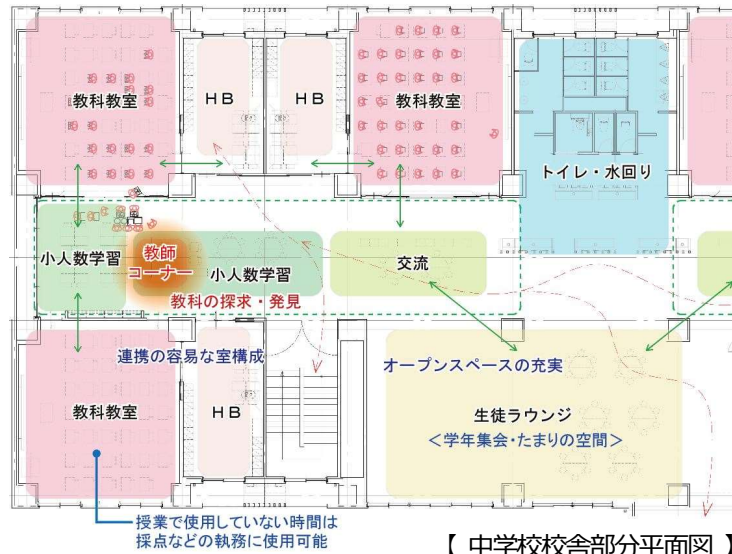 教科教室
HB
HB
教科教室
トイレ・水回り
小人数学習
教師
コーナー
小人数学習
交流
教科の探求・発見
連携の容易な室構成
オープンスペースの充実
教科教室
HB
生徒ラウンジ
＜学年集会・たまりの空間＞
授業で使用していない時間は
採点などの執務に使用可能
【 中学校校舎部分平面図 】